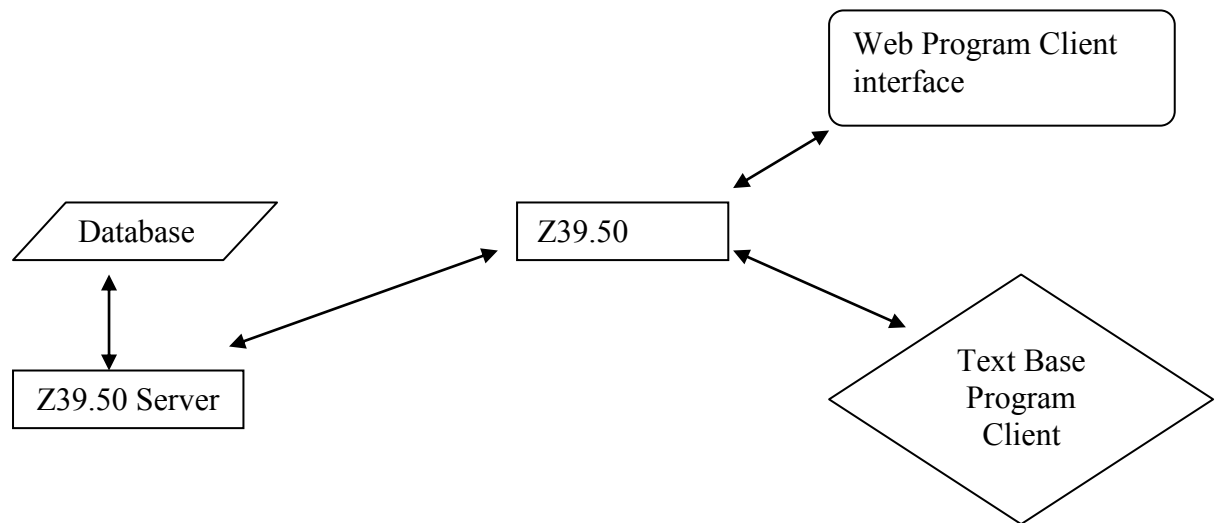 Web Program Client
interface
Database
Z39.50
Z39.50 Server
Text Base
Program
Client